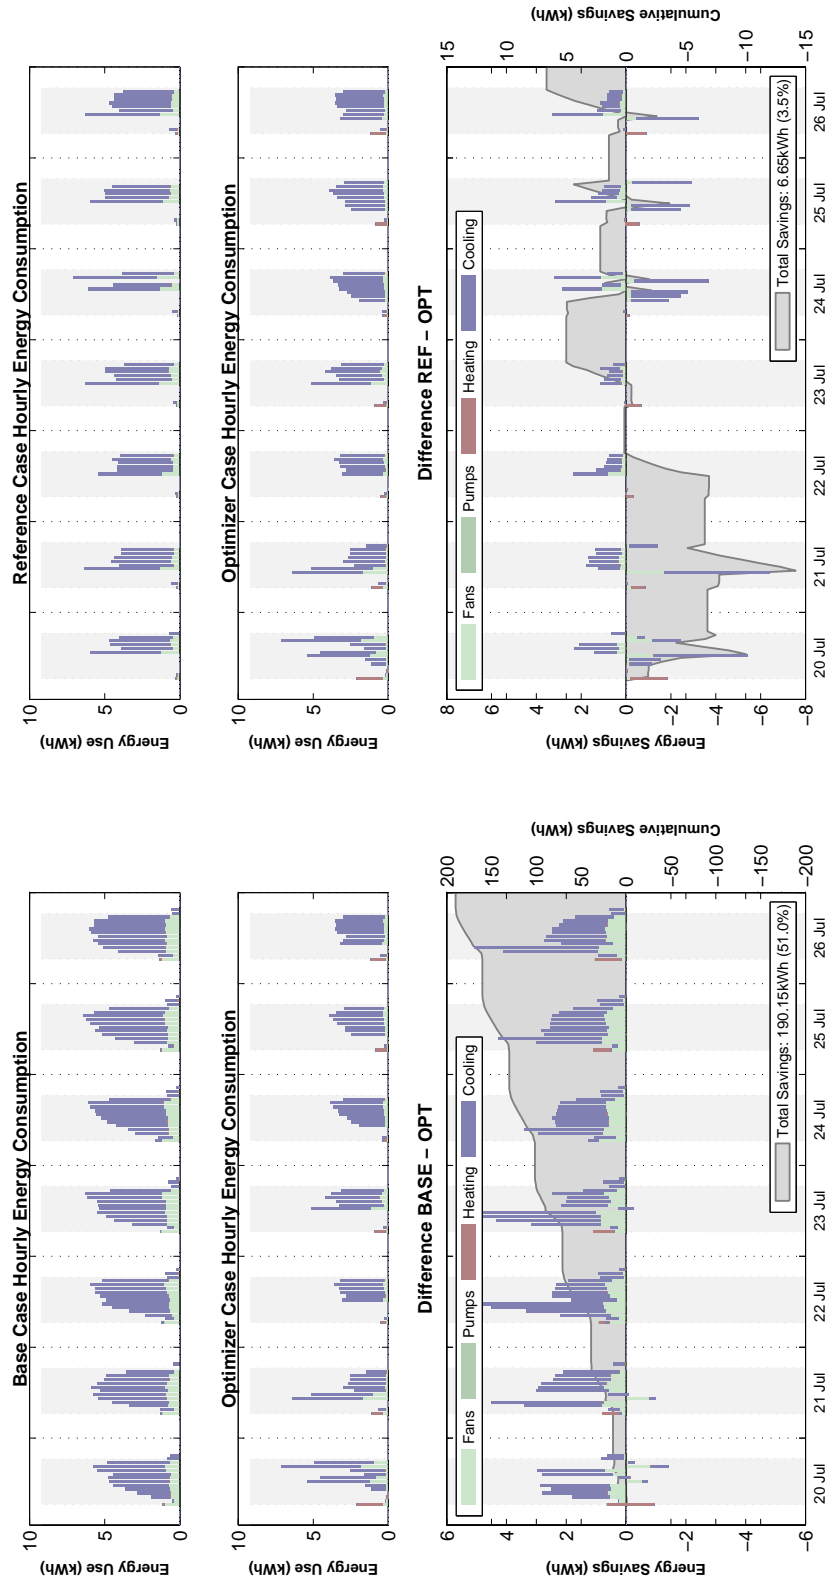 Base Case Hourly Energy Consumption
Energy Use (kWh)
10
5
0
Optimizer Case Hourly Energy Consumption
Energy Use (kWh)
10
5
0
Difference BASE − OPT
Fans Pumps Heating Cooling
Energy Savings (kWh)
6
4
2
0
−2
−4
−6
Cumulative Savings (kWh)
200
150
100
50
0
−50
−100
−150
−200
Total Savings: 190.15kWh (51.0%)
20 Jul 21 Jul 22 Jul 23 Jul 24 Jul 25 Jul 26 Jul
Reference Case Hourly Energy Consumption
Energy Use (kWh)
10
5
0
Optimizer Case Hourly Energy Consumption
Energy Use (kWh)
10
5
0
Difference REF − OPT
Fans Pumps Heating Cooling
Energy Savings (kWh)
8
6
4
2
0
−2
−4
−6
−8
Cumulative Savings (kWh)
15
10
5
0
−5
−10
−15
Total Savings: 6.65kWh (3.5%)
20 Jul 21 Jul 22 Jul 23 Jul 24 Jul 25 Jul 26 Jul